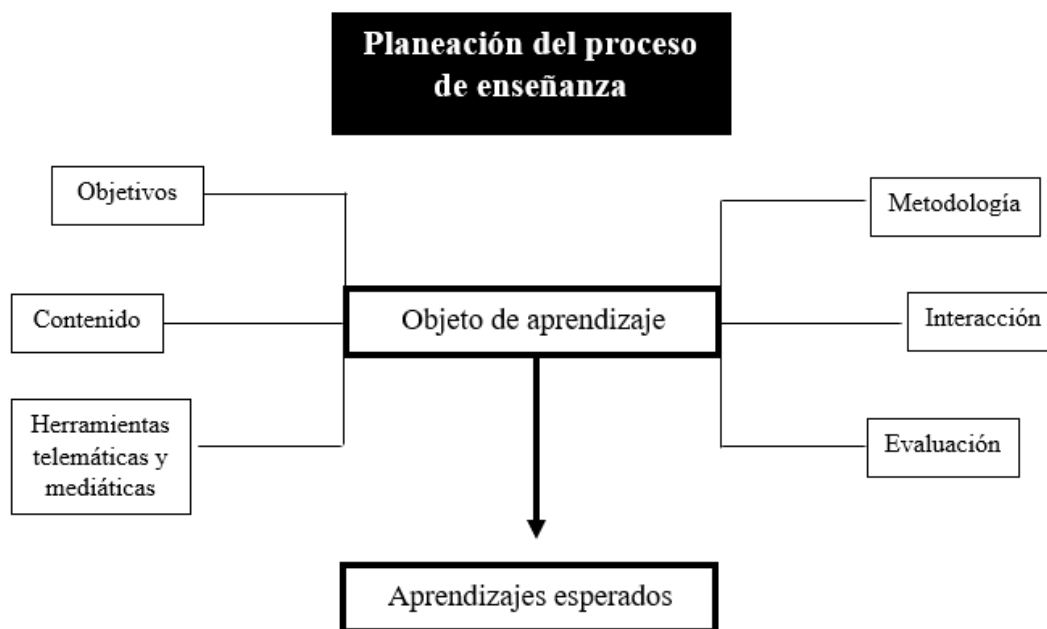 Planeación del proceso
de enseñanza
Objetivos
Metodología
Contenido
Objeto de aprendizaje
Interacción
Herramientas
telemáticas y
mediáticas
Evaluación
Aprendizajes esperados